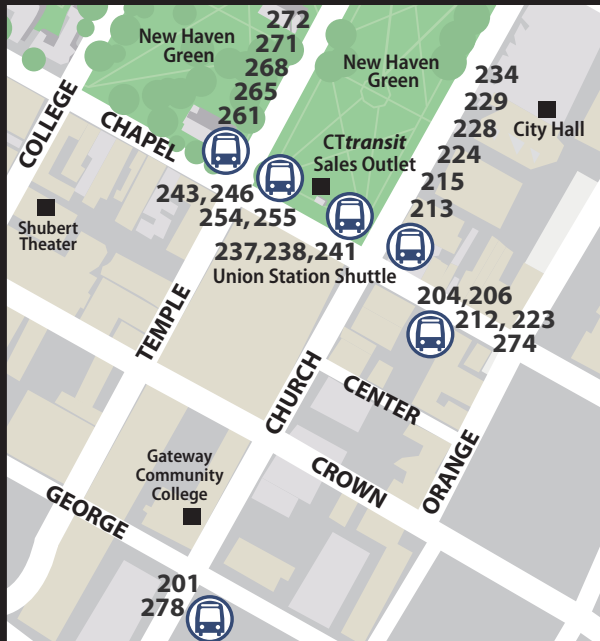 272
271
268
265
261
New Haven
Green
New Haven
Green
234
229
228
224
215
213
City Hall
COLLEGE
CHAPEL
CTtransit
Sales Outlet
243, 246
254, 255
Shubert
Theater
237,238,241
Union Station Shuttle
204,206
212, 223
274
TEMPLE
CHURCH
CENTER
ORANGE
CROWN
Gateway
Community
College
GEORGE
201
278